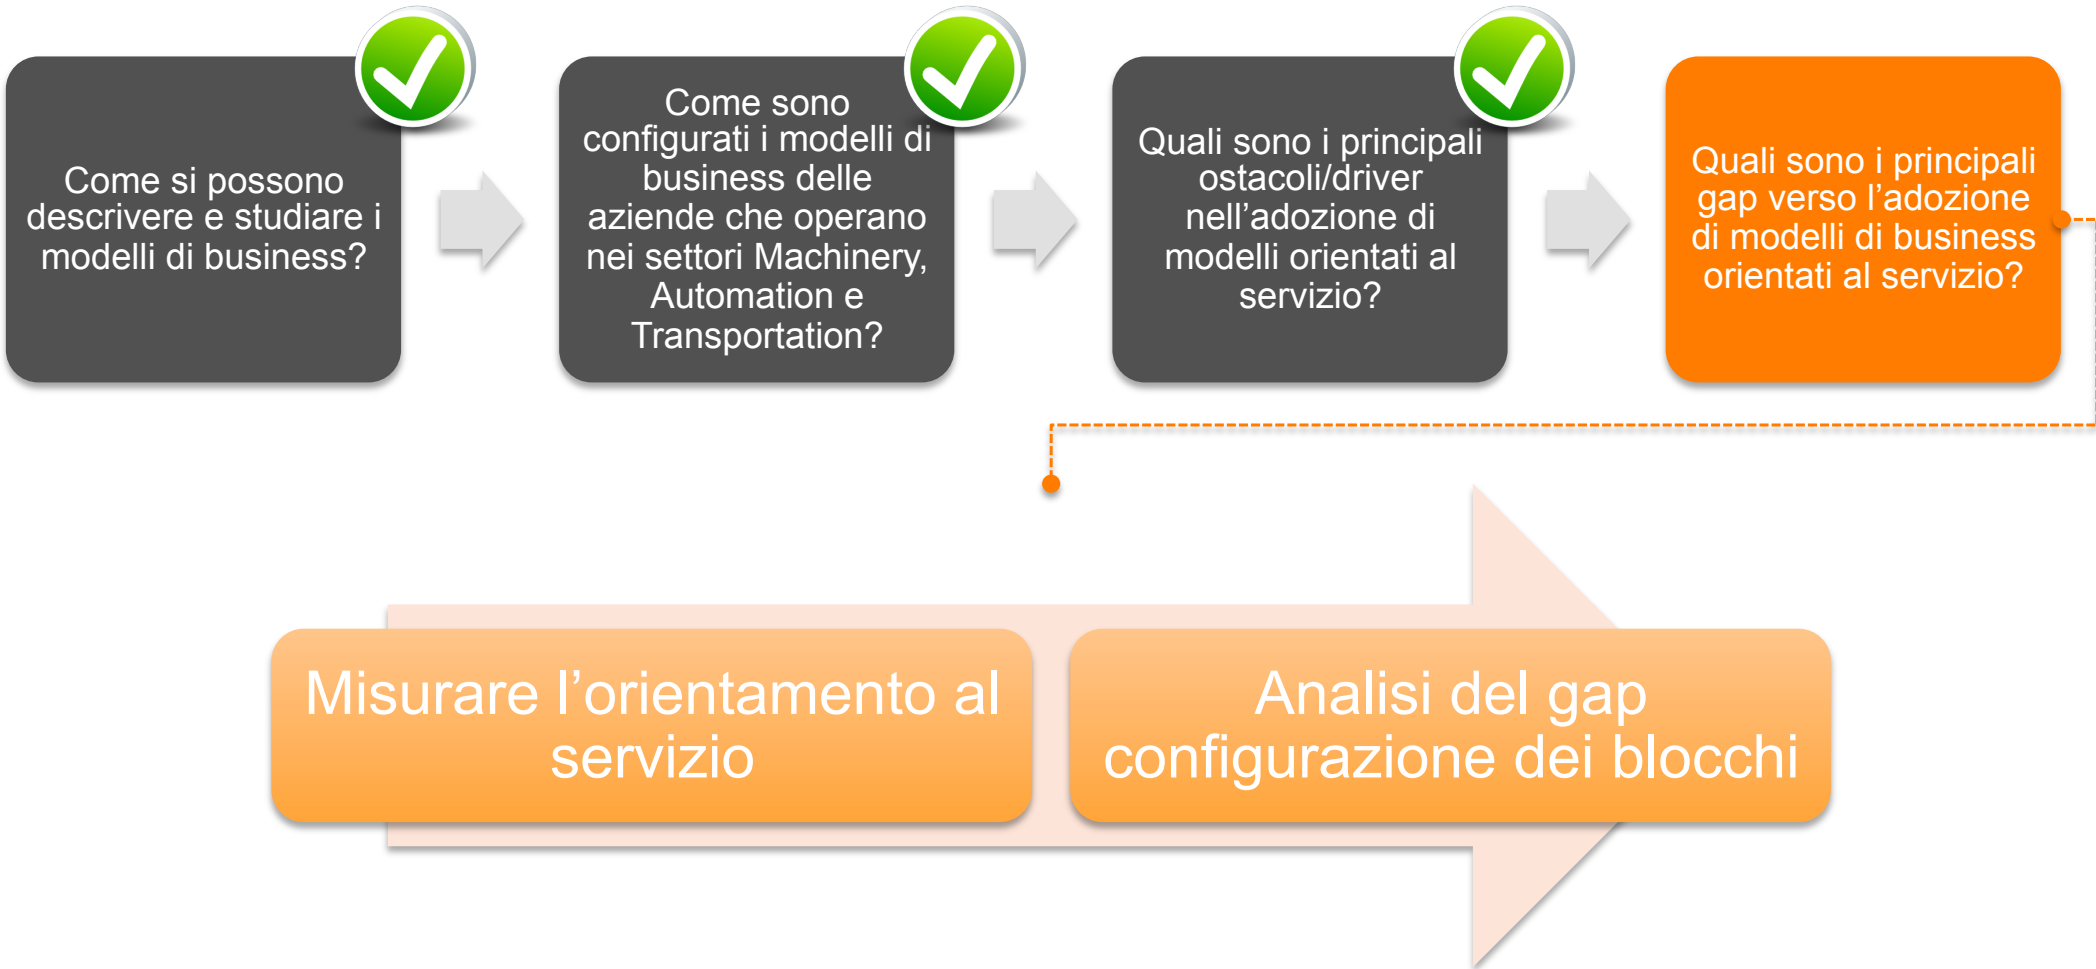 Come si possono
descrivere e studiare i
modelli di business?
Come sono
configurati i modelli di
business delle
aziende che operano
nei settori Machinery,
Automation e
Transportation?
Quali sono i principali
ostacoli/driver
nell’adozione di
modelli orientati al
servizio?
Quali sono i principali
gap verso l’adozione
di modelli di business
orientati al servizio?
Misurare l’orientamento al
servizio
Analisi del gap
configurazione dei blocchi